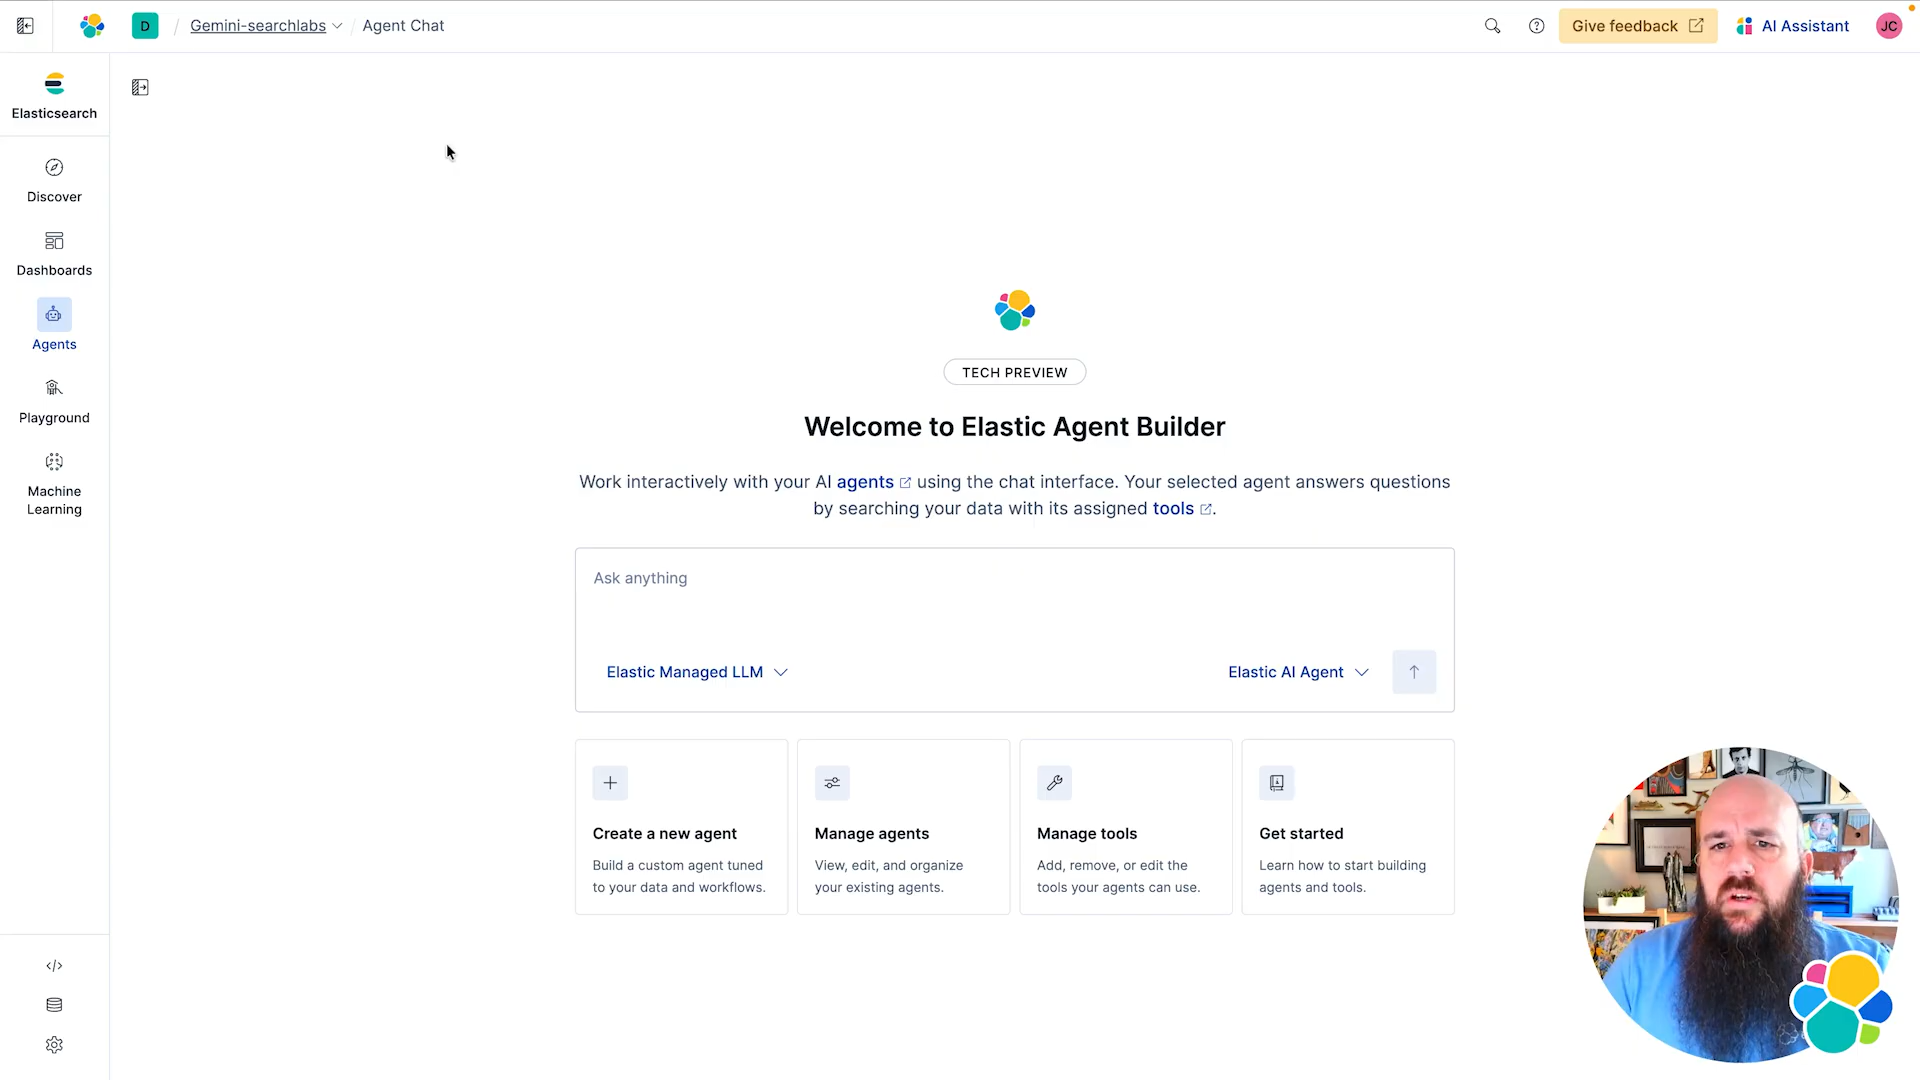 D / Gemini-searchlabs / Agent Chat
Give feedback
AI Assistant
JC
Elasticsearch
Discover
Dashboards
Agents
Playground
Machine
Learning
TECH PREVIEW
Welcome to Elastic Agent Builder
Work interactively with your AI agents using the chat interface. Your selected agent answers questions
by searching your data with its assigned tools .
Ask anything
Elastic Managed LLM
Elastic AI Agent
Create a new agent
Build a custom agent tuned
to your data and workflows.
Manage agents
View, edit, and organize
your existing agents.
Manage tools
Add, remove, or edit the
tools your agents can use.
Get started
Learn how to start building
agents and tools.